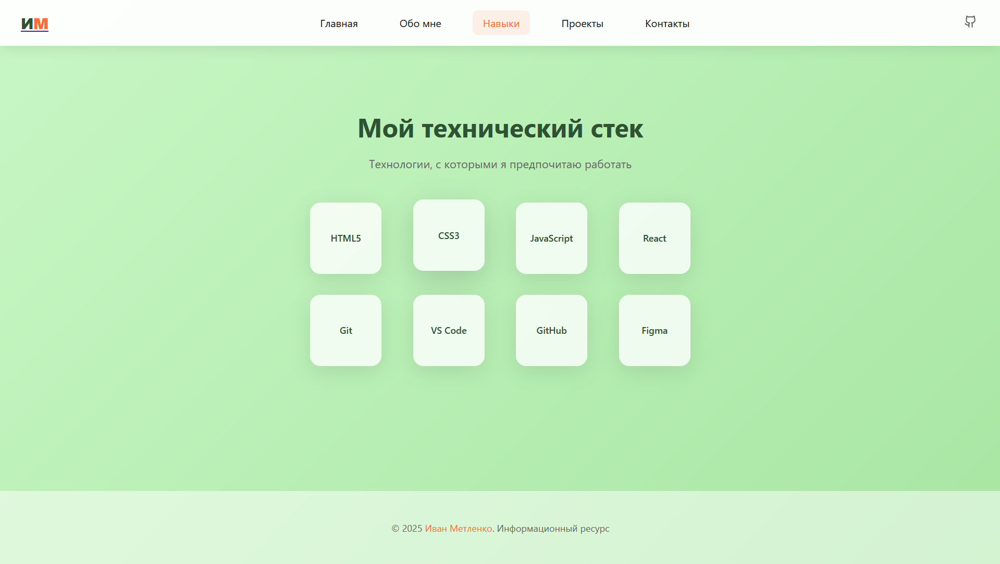 ИМ
Главная Обо мне Навыки Проекты Контакты
Мой технический стек
Технологии, с которыми я предпочитаю работать
HTML5 CSS3 JavaScript React
Git VS Code GitHub Figma
© 2025 Иван Метленко. Информационный ресурс